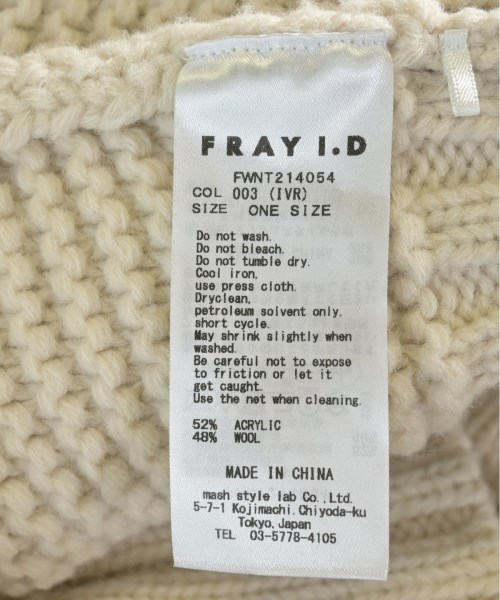 FRAY I.D
FWNT214054
COL 003 (IVR)
SIZE ONE SIZE
Do not wash.
Do not bleach.
Do not tumble dry.
Cool iron,
use press cloth.
Dryclean,
petroleum solvent only.
short cycle.
May shrink slightly when
washed.
Be careful not to expose
to friction or let it
get caught.
Use the net when cleaning.
52% ACRYLIC
48% WOOL
MADE IN CHINA
mash style lab Co.,Ltd.
5-7-1 Kojimachi.Chiyoda-ku
Tokyo.Japan
TEL 03-5778-4105